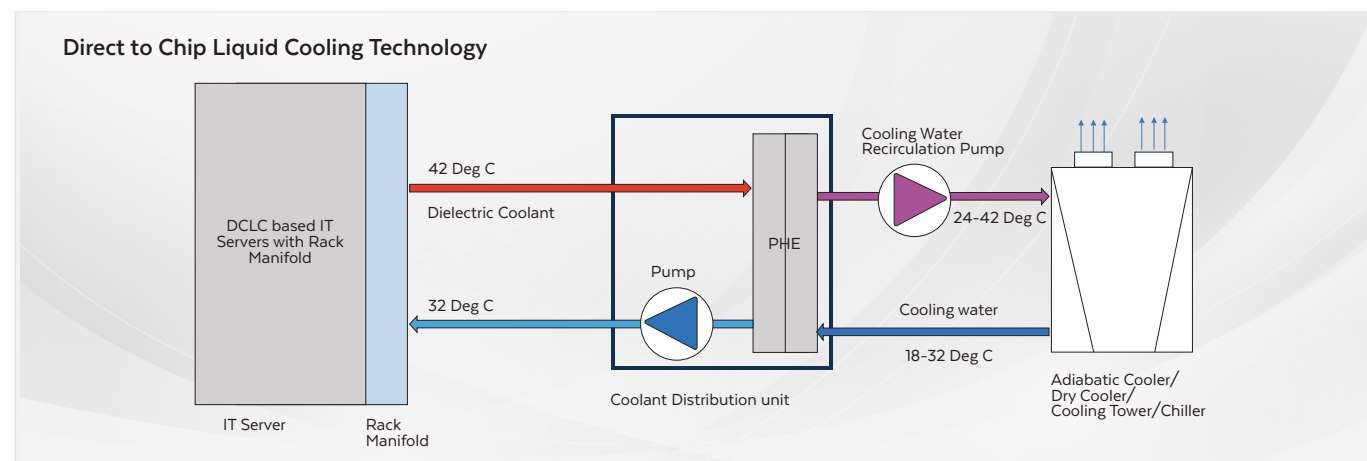 Direct to Chip Liquid Cooling Technology
DCLC based IT
Servers with Rack
Manifold
IT Server
Rack
Manifold
42 Deg C
Dielectric Coolant
32 Deg C
Pump
PHE
Coolant Distribution unit
Cooling Water
Recirculation Pump
24-42 Deg C
Cooling water
18-32 Deg C
Adiabatic Cooler/
Dry Cooler/
Cooling Tower/Chiller